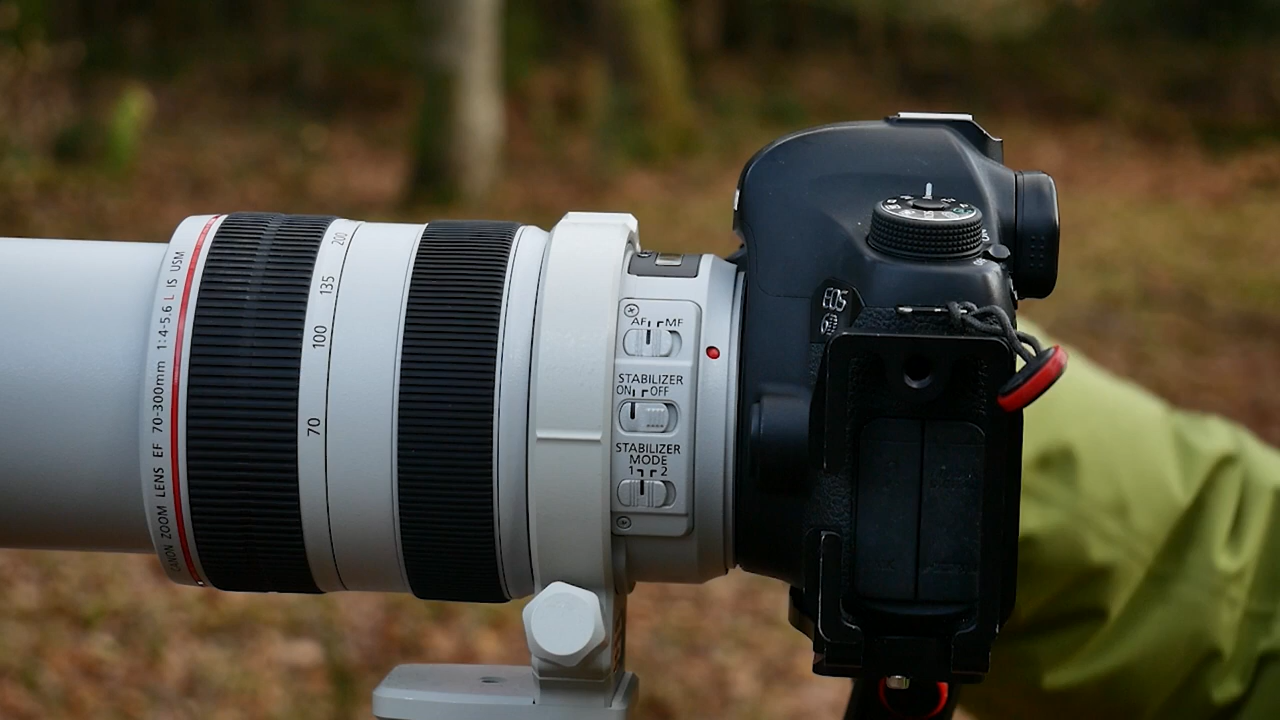 CANON ZOOM LENS EF 70-300mm 1:4-5.6 L IS USM
200
135
100
70
AF MF
STABILIZER
ON OFF
STABILIZER
MODE
1 2
EOS
6D